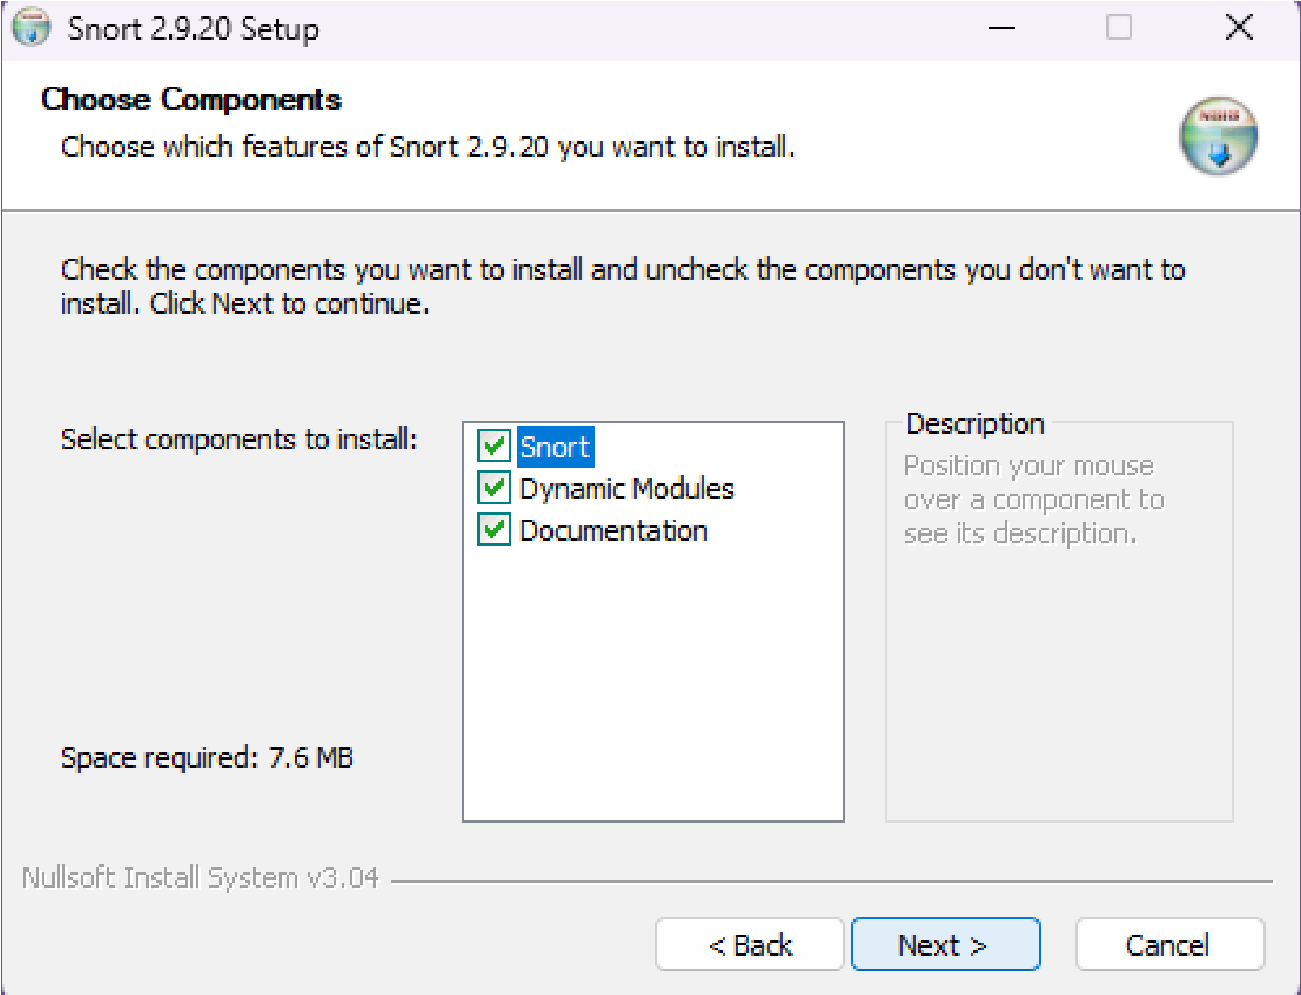 Snort 2.9.20 Setup
Choose Components
Choose which features of Snort 2.9.20 you want to install.
Check the components you want to install and uncheck the components you don't want to
install. Click Next to continue.
Select components to install:
Snort
Dynamic Modules
Documentation
Description
Position your mouse
over a component to
see its description.
Space required: 7.6 MB
Nullsoft Install System v3.04
< Back
Next >
Cancel